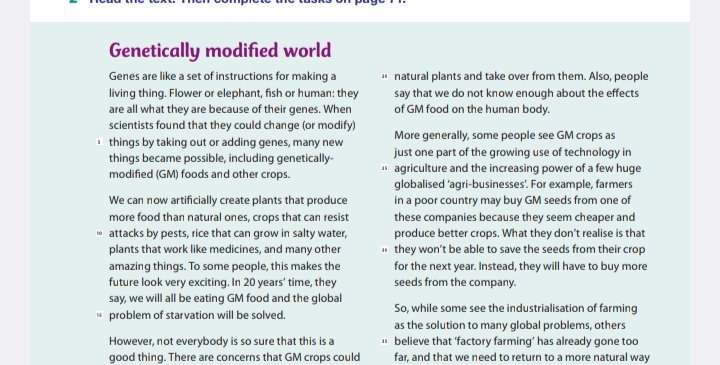 2 Read the text. Then complete the tasks on page 71.
Genetically modified world
Genes are like a set of instructions for making a
living thing. Flower or elephant, fish or human: they
are all what they are because of their genes. When
scientists found that they could change (or modify)
5 things by taking out or adding genes, many new
things became possible, including genetically-
modified (GM) foods and other crops.
We can now artificially create plants that produce
more food than natural ones, crops that can resist
10 attacks by pests, rice that can grow in salty water,
plants that work like medicines, and many other
amazing things. To some people, this makes the
future look very exciting. In 20 years' time, they
say, we will all be eating GM food and the global
15 problem of starvation will be solved.
However, not everybody is so sure that this is a
good thing. There are concerns that GM crops could
natural plants and take over from them. Also, people
say that we do not know enough about the effects
of GM food on the human body.
More generally, some people see GM crops as
just one part of the growing use of technology in
25 agriculture and the increasing power of a few huge
globalised 'agri-businesses'. For example, farmers
in a poor country may buy GM seeds from one of
these companies because they seem cheaper and
produce better crops. What they don't realise is that
30 they won't be able to save the seeds from their crop
for the next year. Instead, they will have to buy more
seeds from the company.
So, while some see the industrialisation of farming
as the solution to many global problems, others
35 believe that 'factory farming' has already gone too
far, and that we need to return to a more natural way